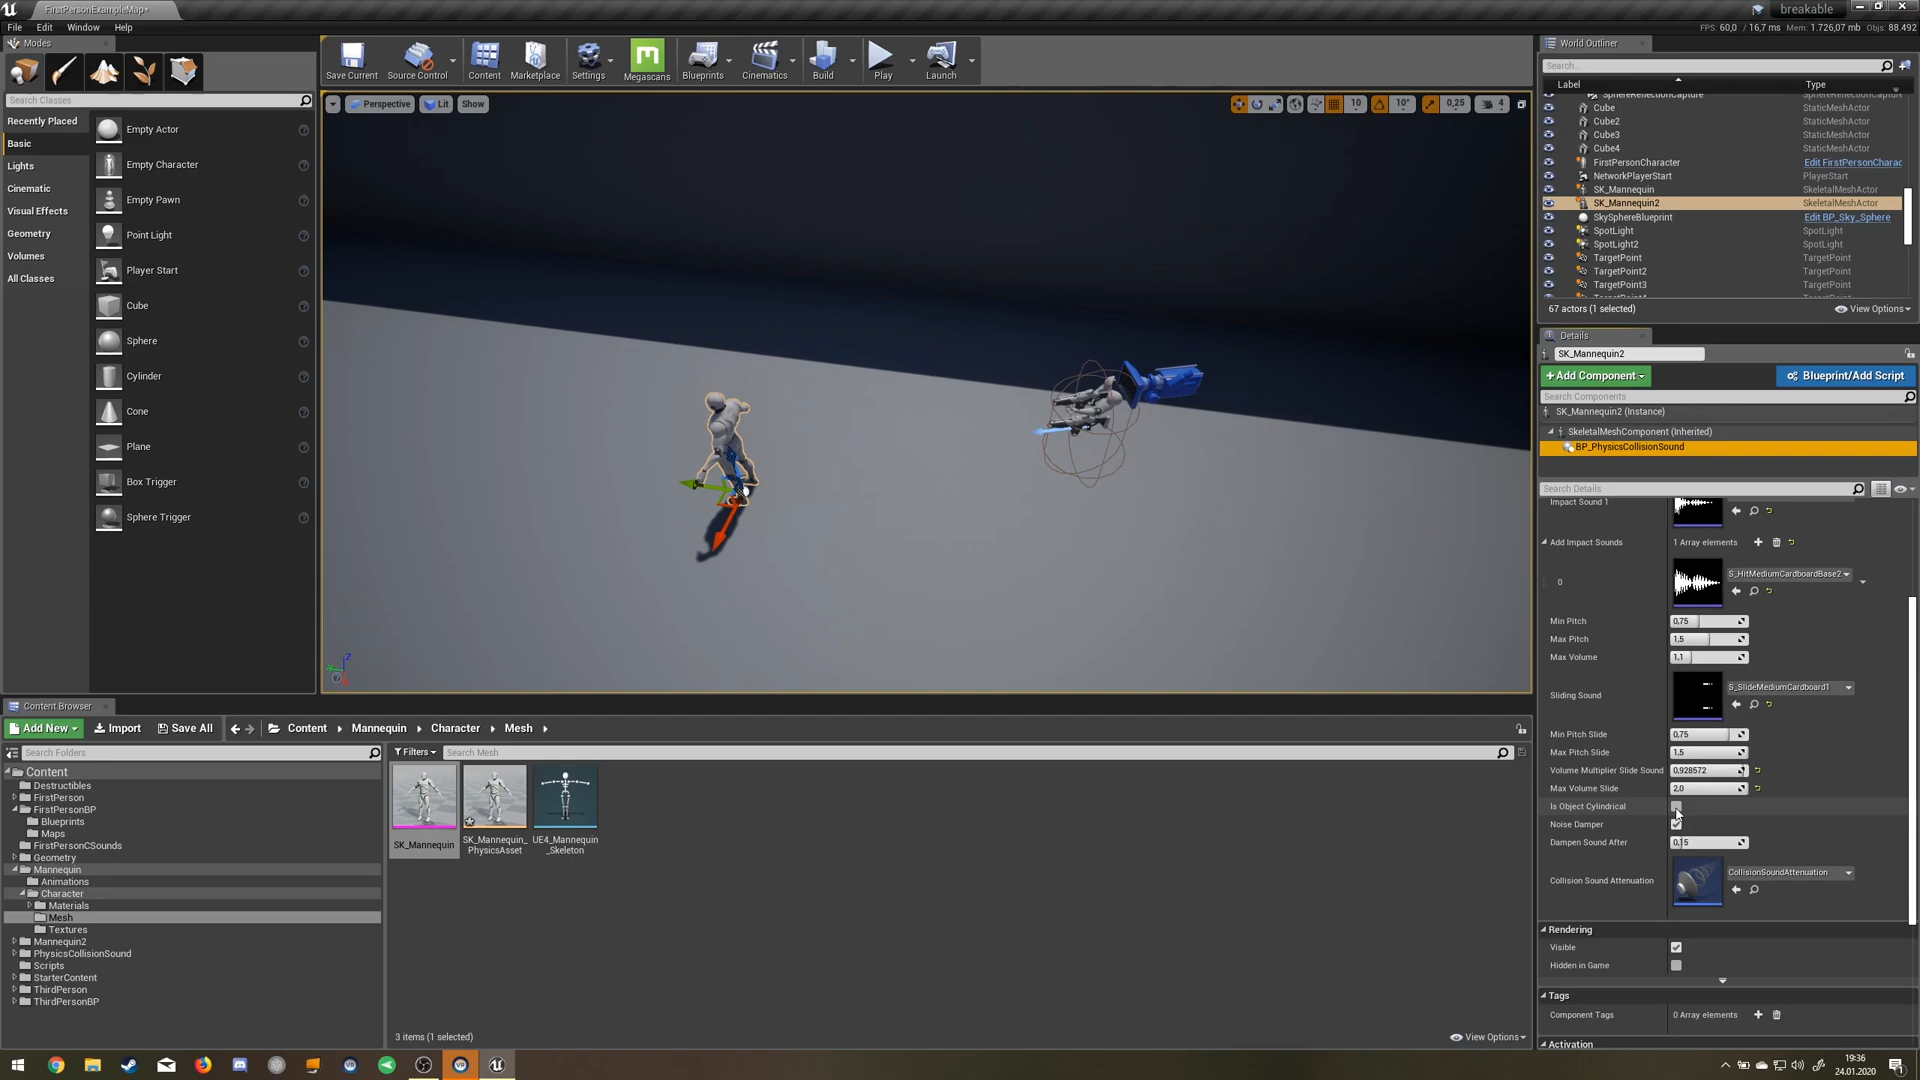 FirstPersonExampleMap*
breakable
File Edit Window Help
FPS: 60,0 / 16,7 ms Mem: 1.726,07 mb Objs: 88.492
Modes
Save Current
Source Control
Content
Marketplace
Settings
Megascans
Blueprints
Cinematics
Build
Play
Launch
Search Classes
Recently Placed
Basic
Lights
Cinematic
Visual Effects
Geometry
Volumes
All Classes
Empty Actor
Empty Character
Empty Pawn
Point Light
Player Start
Cube
Sphere
Cylinder
Cone
Plane
Box Trigger
Sphere Trigger
Perspective Lit Show
10 10° 0,25 4
World Outliner
Search...
Label Type
SphereReflectionCapture SphereReflectionCapture
Cube StaticMeshActor
Cube2 StaticMeshActor
Cube3 StaticMeshActor
Cube4 StaticMeshActor
FirstPersonCharacter Edit FirstPersonCharac
NetworkPlayerStart PlayerStart
SK_Mannequin SkeletalMeshActor
SK_Mannequin2 SkeletalMeshActor
SkySphereBlueprint Edit BP_Sky_Sphere
SpotLight SpotLight
SpotLight2 SpotLight
TargetPoint TargetPoint
TargetPoint2 TargetPoint
TargetPoint3 TargetPoint
67 actors (1 selected) View Options
Details
SK_Mannequin2
+Add Component Blueprint/Add Script
Search Components
SK_Mannequin2 (Instance)
SkeletalMeshComponent (Inherited)
BP_PhysicsCollisionSound
Search Details
Impact Sound 1
Add Impact Sounds 1 Array elements
0 S_HitMediumCardboardBase2
Min Pitch 0,75
Max Pitch 1,5
Max Volume 1,1
Sliding Sound S_SlideMediumCardboard1
Min Pitch Slide 0,75
Max Pitch Slide 1,5
Volume Multiplier Slide Sound 0,928572
Max Volume Slide 2,0
Is Object Cylindrical
Noise Damper
Dampen Sound After 0,15
Collision Sound Attenuation CollisionSoundAttenuation
Rendering
Visible
Hidden in Game
Tags
Component Tags 0 Array elements
Activation
Content Browser
Add New Import Save All Content Mannequin Character Mesh
Search Folders
Filters Search Mesh
Content
Destructibles
FirstPerson
FirstPersonBP
Blueprints
Maps
FirstPersonCSounds
Geometry
Mannequin
Animations
Character
Materials
Mesh
Textures
Mannequin2
PhysicsCollisionSound
Scripts
StarterContent
ThirdPerson
ThirdPersonBP
SK_Mannequin
SK_Mannequin_
PhysicsAsset
UE4_Mannequin
_Skeleton
3 items (1 selected) View Options
19:36
24.01.2020